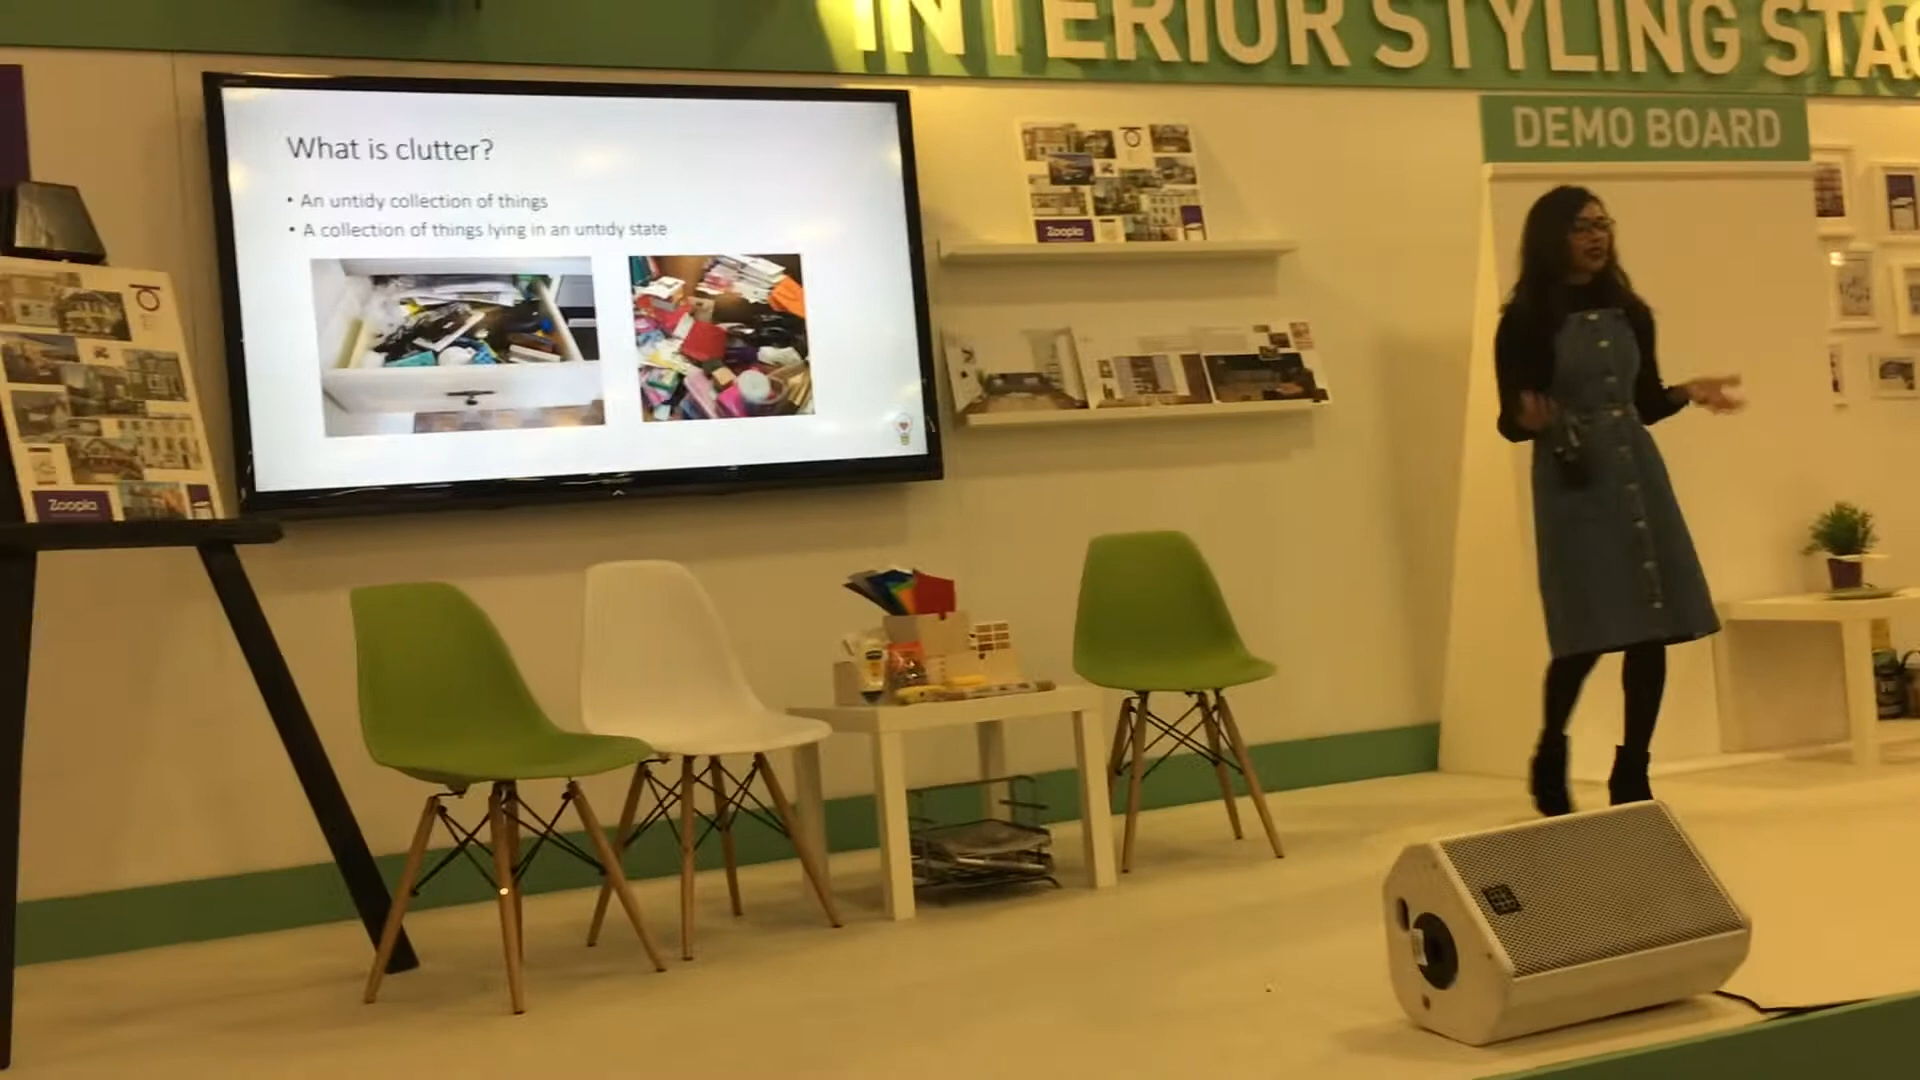 INTERIOR STYLING STAG
DEMO BOARD
What is clutter?
• An untidy collection of things
• A collection of things lying in an untidy state
Zoopla
Zoopla